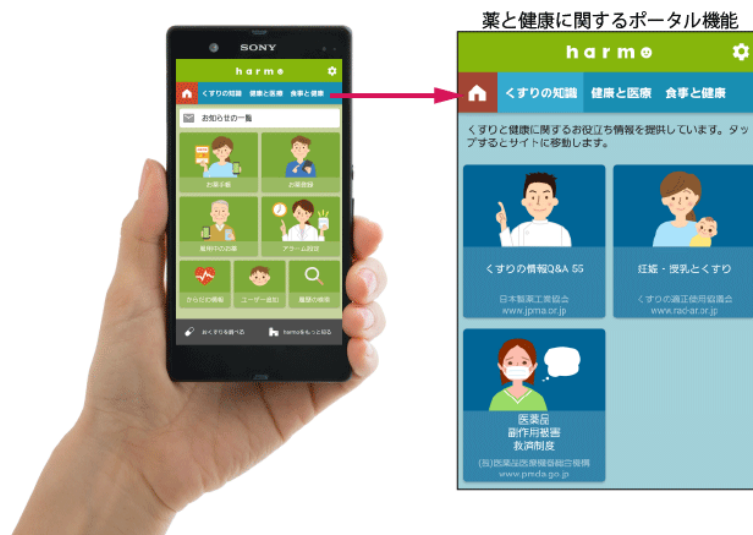 薬と健康に関するポータル機能
SONY
harmo
くすりの知識 健康と医療 食事と健康
お知らせの一覧
お薬手帳
お薬登録
服用中のお薬
アラーム設定
からだの情報
ユーザー追加
履歴の検索
おくすりを調べる
harmoをもっと知る
harmo
くすりの知識 健康と医療 食事と健康
くすりと健康に関するお役立ち情報を提供しています。タッ
プするとサイトに移動します。
くすりの情報Q&A 55
日本製薬工業協会
www.jpma.or.jp
妊娠・授乳とくすり
くすりの適正使用協議会
www.rad-ar.or.jp
医薬品
副作用被害
救済制度
(独)医薬品医療機器総合機構
www.pmda.go.jp